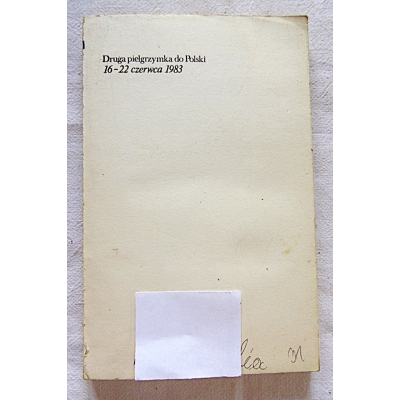 Druga pielgrzymka do Polski
16–22 czerwca 1983